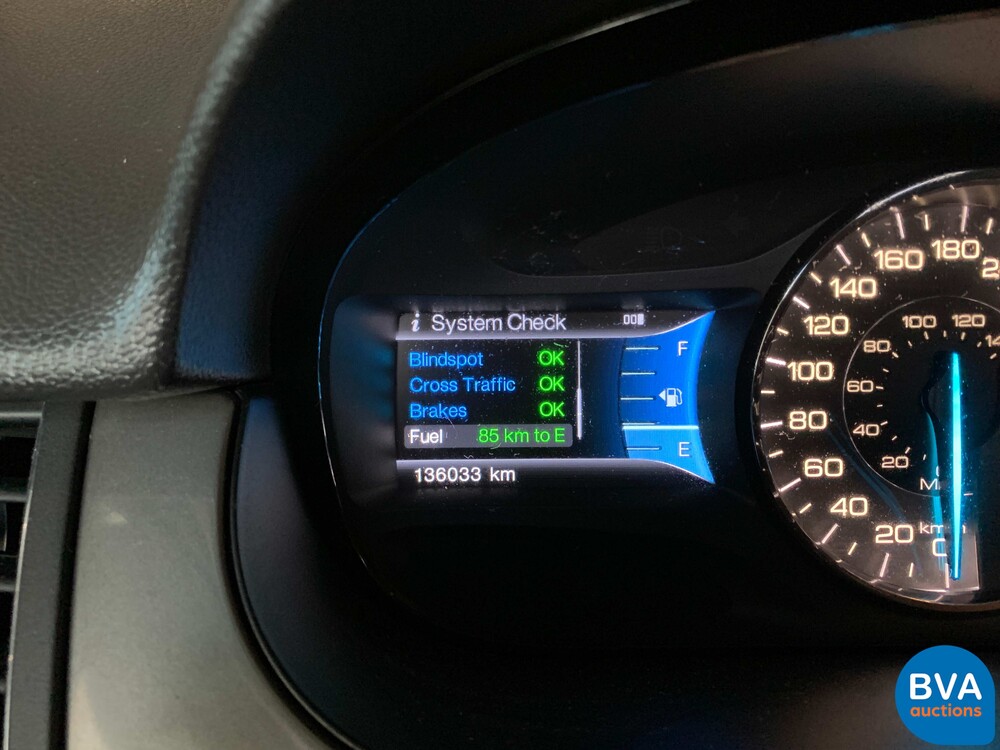 i System Check
Blindspot OK
Cross Traffic OK
Brakes OK
Fuel 85 km to E
136033 km
F
E
180
160
140
120
100
80
60
40
20
0
120
100
80
60
40
20
BVA
auctions